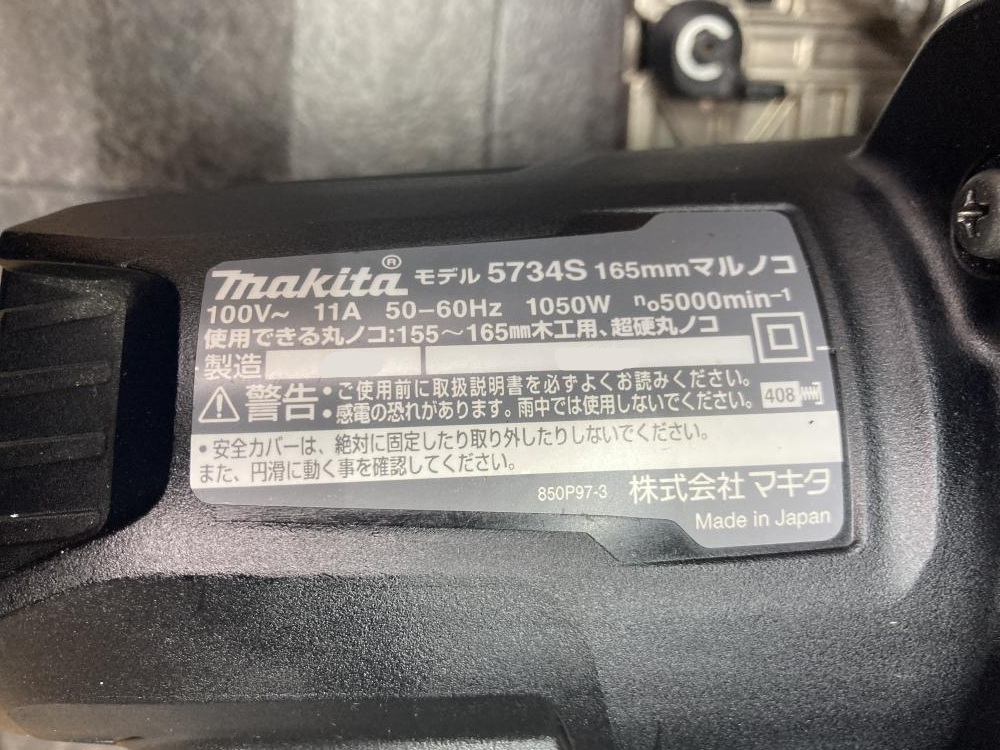 C
makita® モデル 5734S 165mmマルノコ
100V~ 11A 50-60Hz 1050W n₀5000min⁻¹
使用できる丸ノコ:155~165mm木工用、超硬丸ノコ
製造
警告 • ご使用前に取扱説明書を必ずよくお読みください。
• 感電の恐れがあります。雨中では使用しないでください。
408
• 安全カバーは、絶対に固定したり取り外したりしないでください。
また、円滑に動く事を確認してください。
850P97-3 株式会社 マキタ
Made in Japan